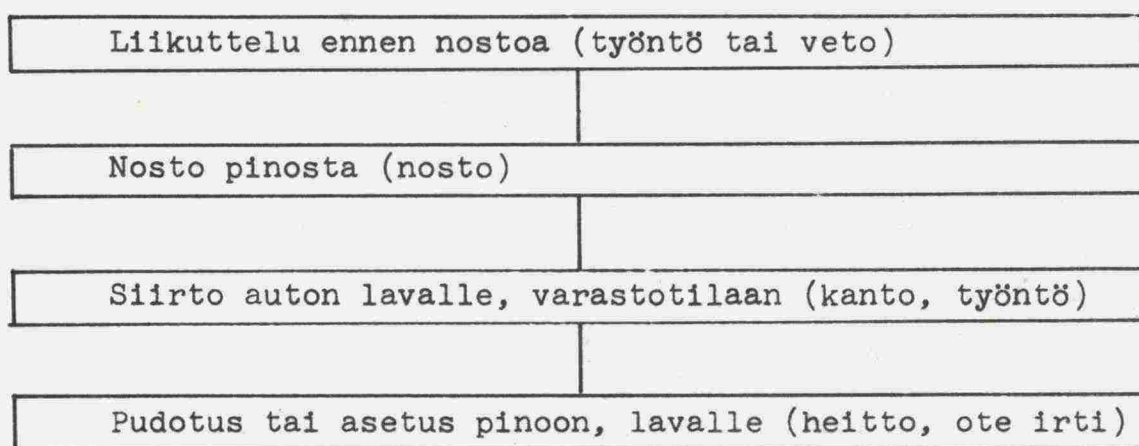 Liikuttelu ennen nostoa (työntö tai veto)
Nosto pinosta (nosto)
Siirto auton lavalle, varastotilaan (kanto, työntö)
Pudotus tai asetus pinoon, lavalle (heitto, ote irti)